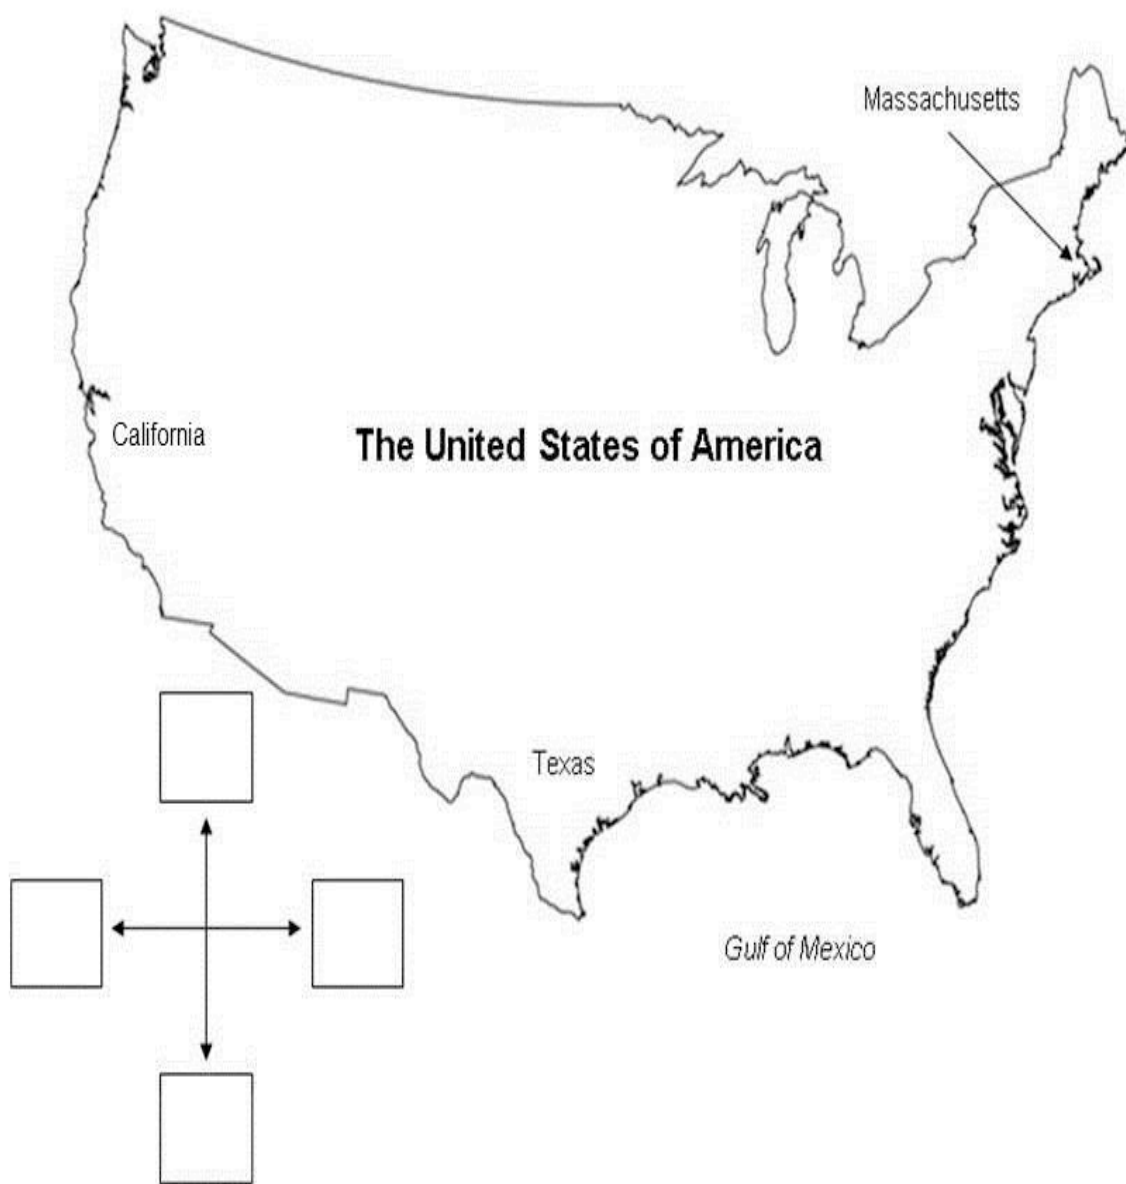 Massachusetts
California
The United States of America
Texas
Gulf of Mexico